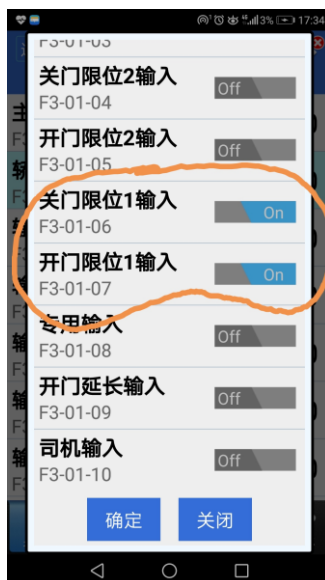 3% 17:34
F3-01-03
关门限位2输入
Off
F3-01-04
开门限位2输入
Off
F3-01-05
关门限位1输入
On
F3-01-06
开门限位1输入
On
F3-01-07
专用输入
Off
F3-01-08
开门延长输入
Off
F3-01-09
司机输入
Off
F3-01-10
确定 关闭